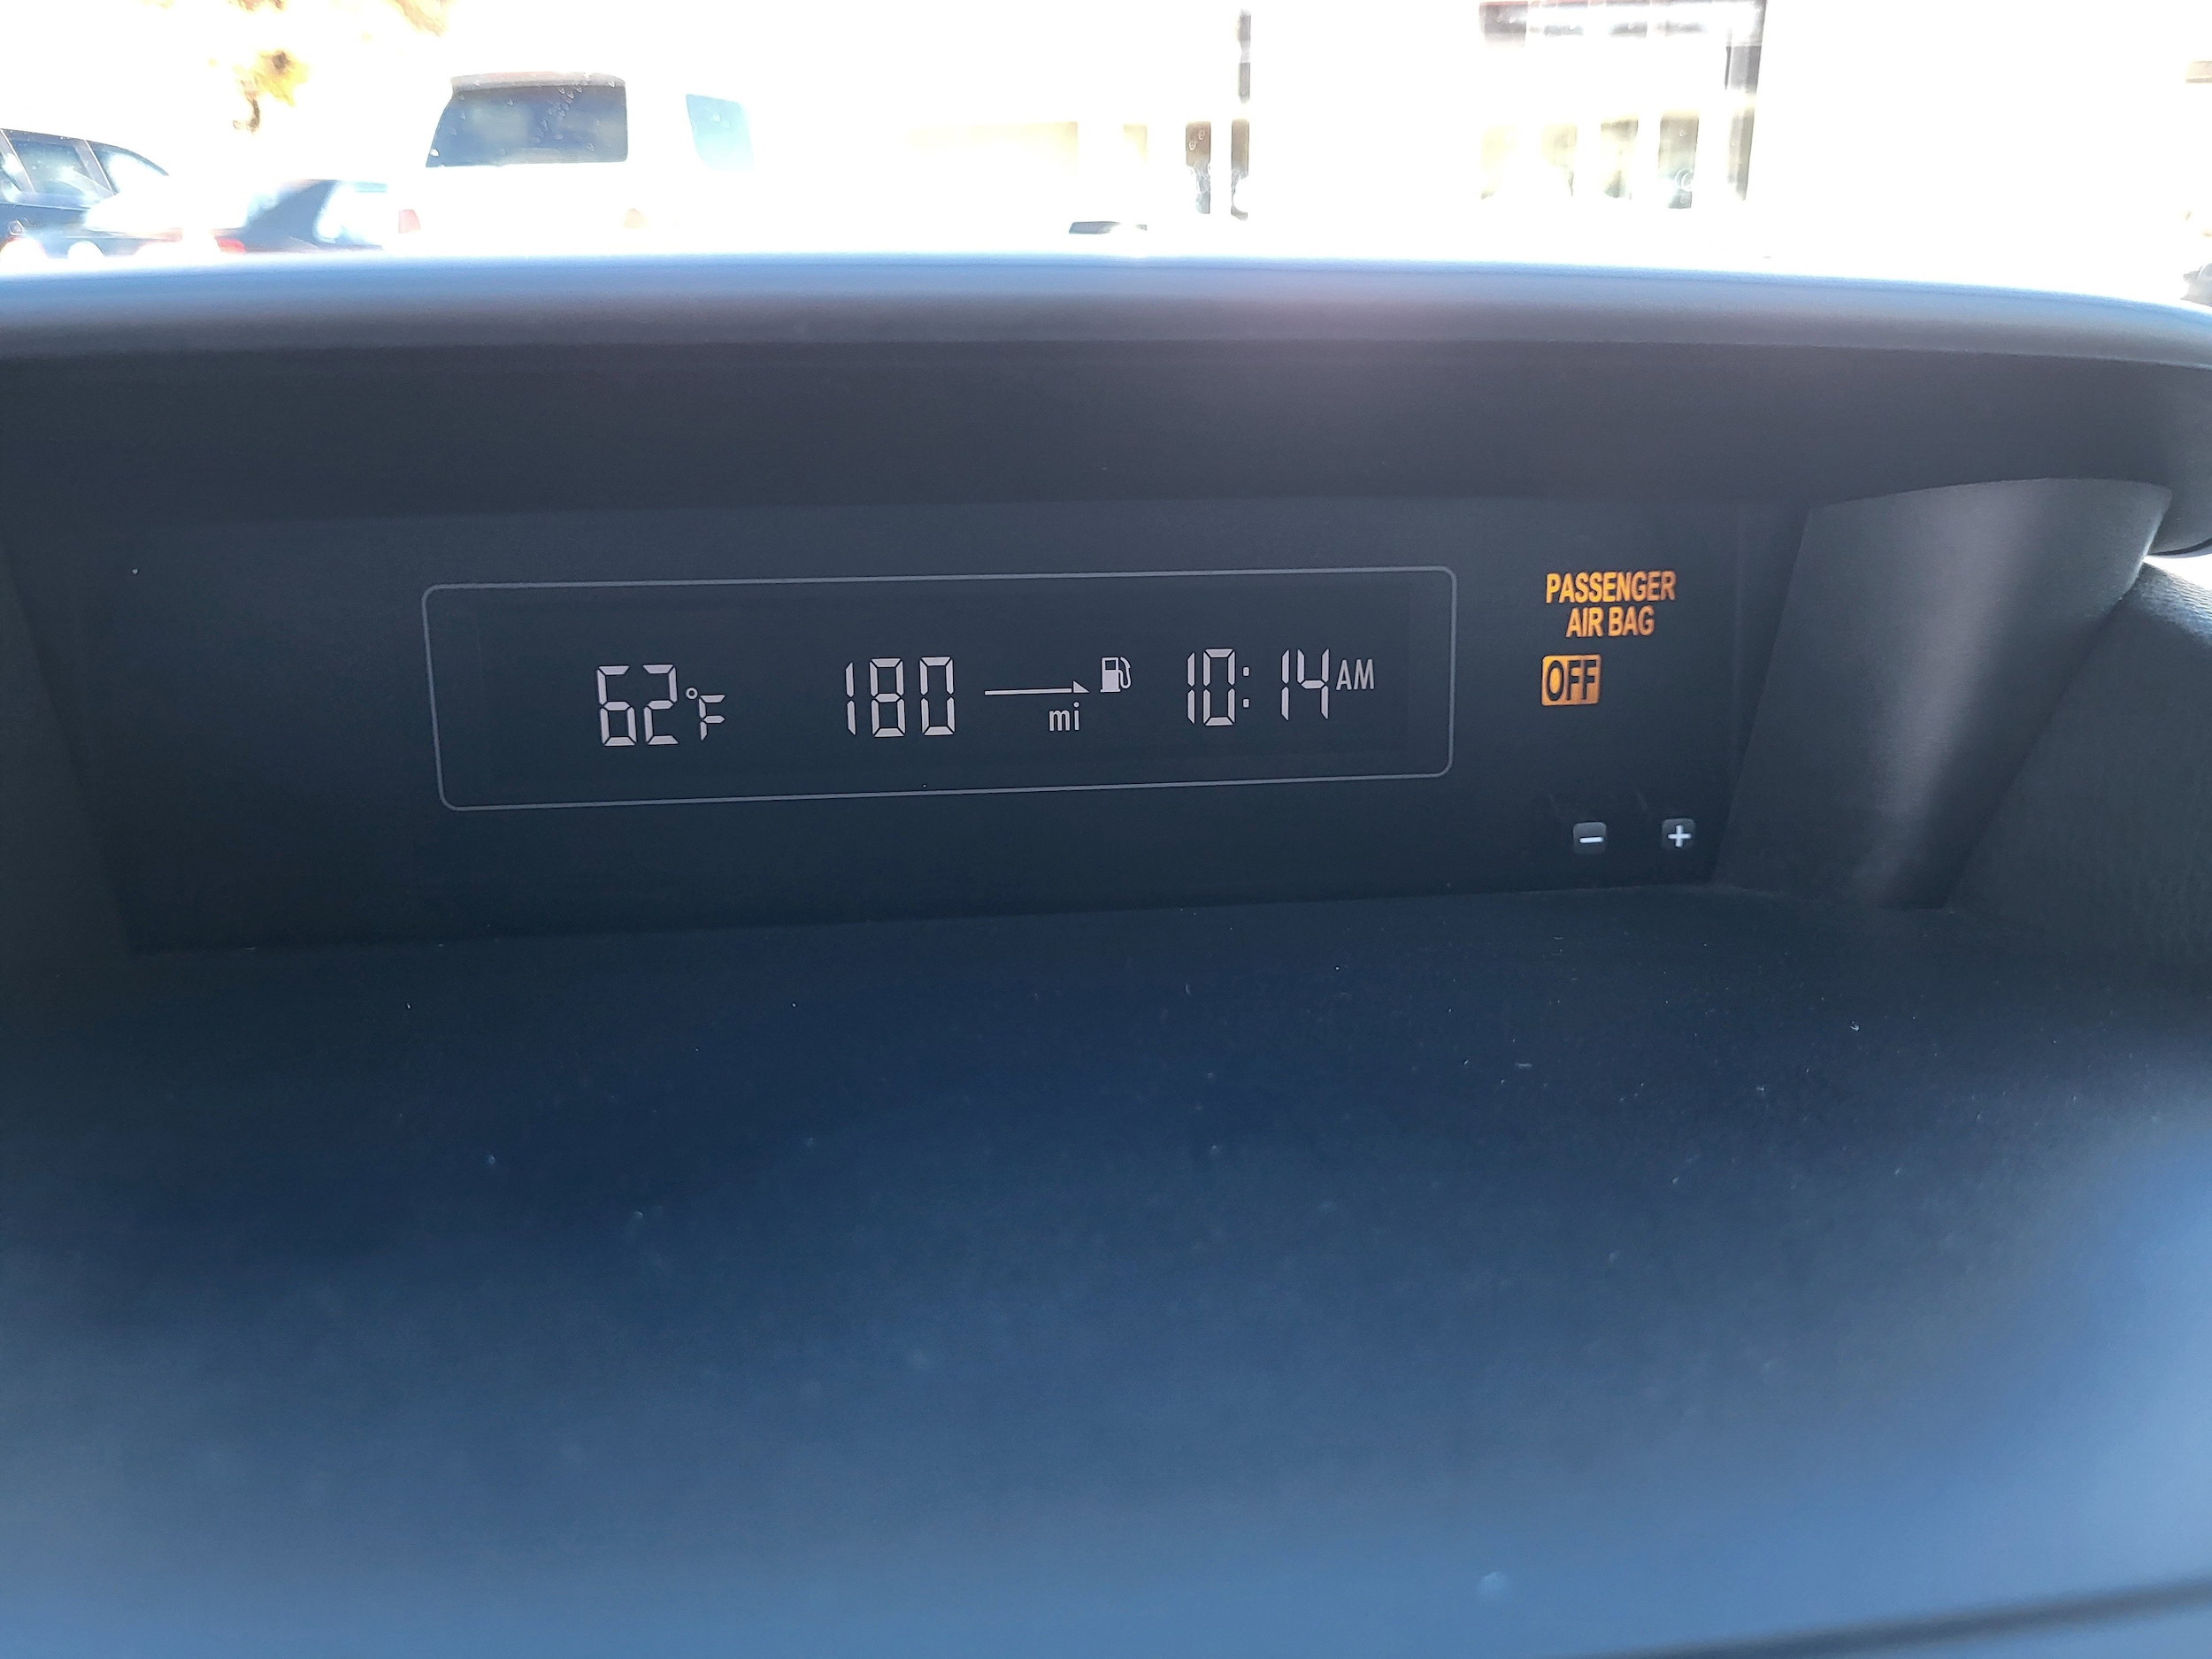 62°F 180 mi 10:14 AM
PASSENGER
AIR BAG
OFF
- +